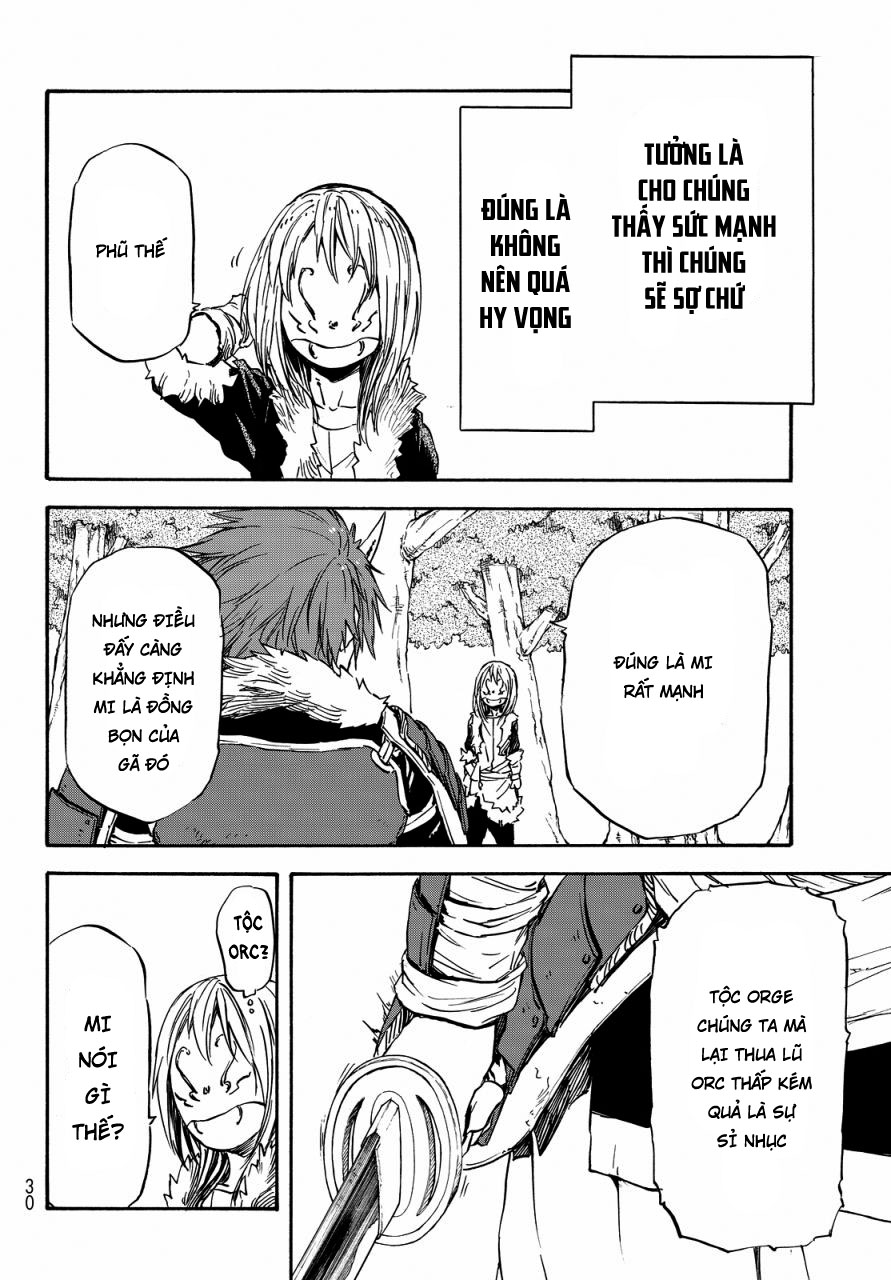 TƯỞNG LÀ
CHO CHÚNG
THẤY SỨC MẠNH
THÌ CHÚNG
SẼ SỢ CHỨ
ĐÚNG LÀ
KHÔNG
NÊN QUÁ
HY VỌNG
PHŨ THẾ
ĐÚNG LÀ MI
RẤT MẠNH
NHƯNG ĐIỀU
ĐẤY CÀNG
KHẲNG ĐỊNH
MI LÀ ĐỒNG
BỌN CỦA
GÃ ĐÓ
TỘC ORGE
CHÚNG TA MÀ
LẠI THUA LŨ
ORC THẤP KÉM
QUẢ LÀ SỰ
SỈ NHỤC
TỘC
ORC?
MI
NÓI
GÌ
THẾ?
30